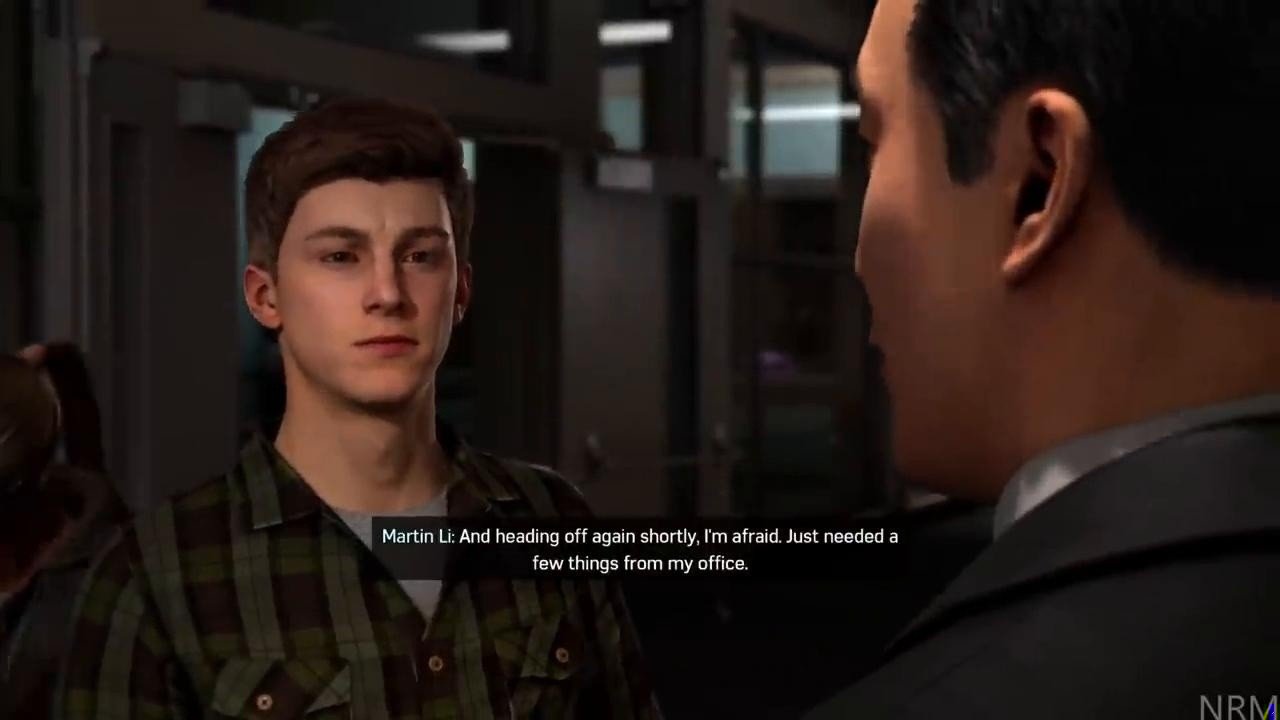 Martin Li: And heading off again shortly, I'm afraid. Just needed a
few things from my office.
NRM